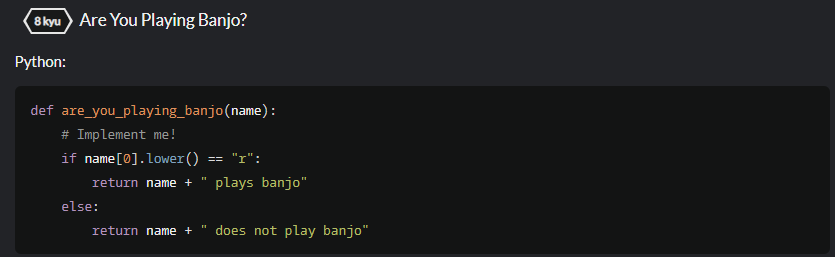 8 kyu Are You Playing Banjo?
Python:
def are_you_playing_banjo(name):
    # Implement me!
    if name[0].lower() == "r":
        return name + " plays banjo"
    else:
        return name + " does not play banjo"